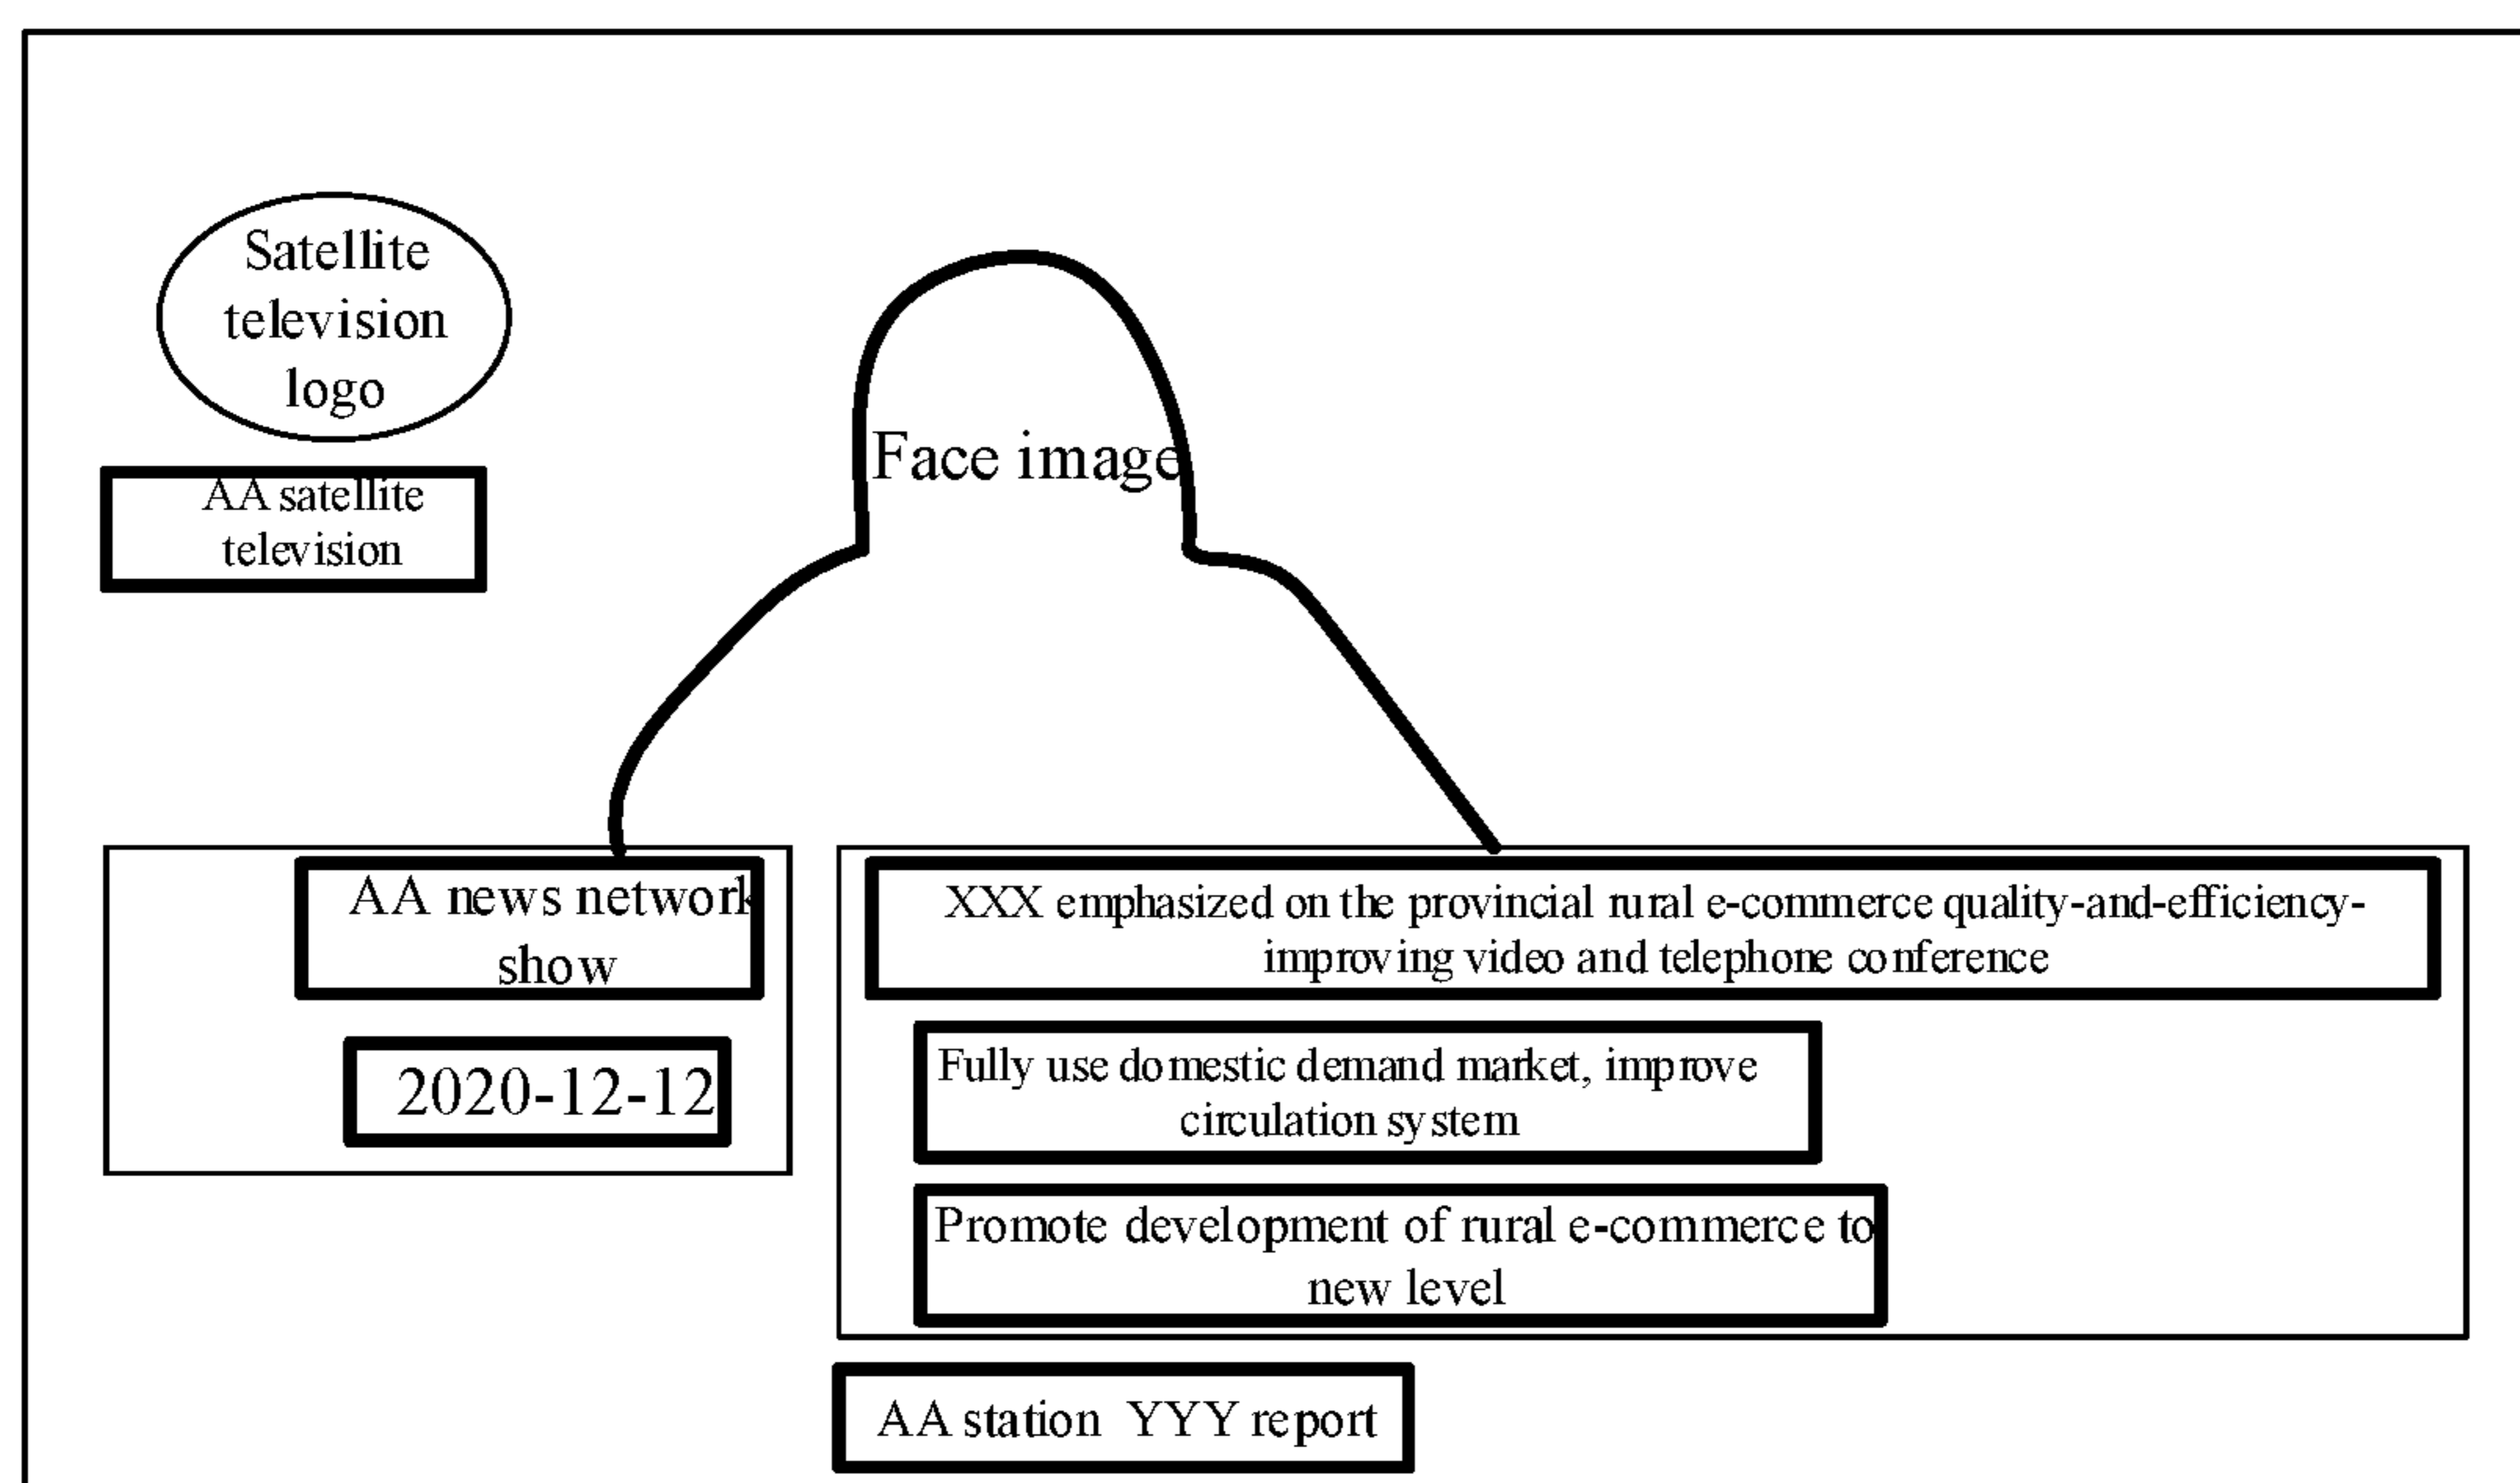 Satellite
television
logo
AA satellite
television
Face image
AA news network
show
2020-12-12
XXX emphasized on the provincial rural e-commerce quality-and-efficiency-
improving video and telephone conference
Fully use domestic demand market, improve
circulation system
Promote development of rural e-commerce to
new level
AA station YYY report